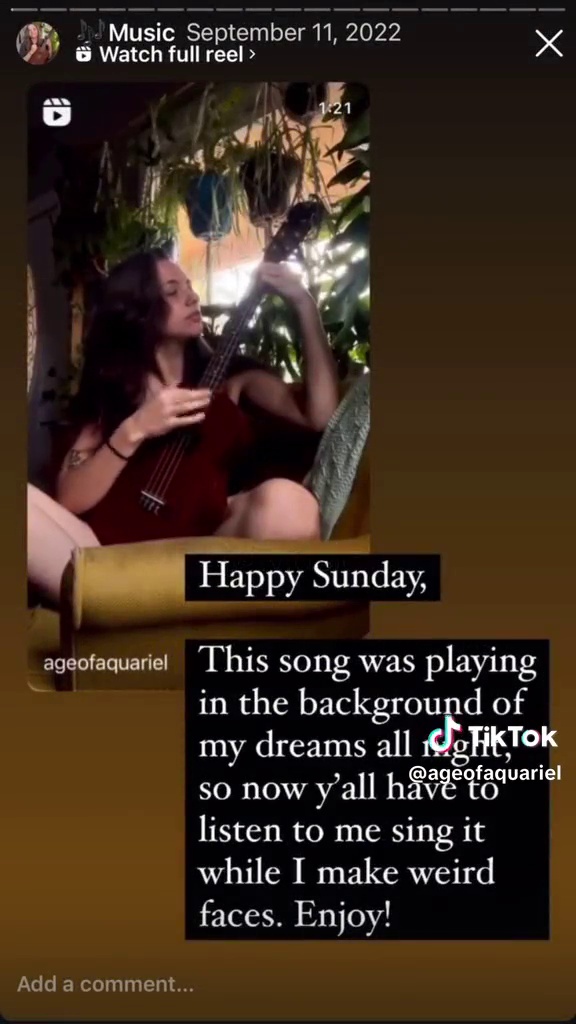 🎶Music September 11, 2022
Watch full reel ›
1:21
Happy Sunday,
ageofaquariel
This song was playing
in the background of
my dreams all night,
so now y'all have to
listen to me sing it
while I make weird
faces. Enjoy!
TikTok
@ageofaquariel
Add a comment...